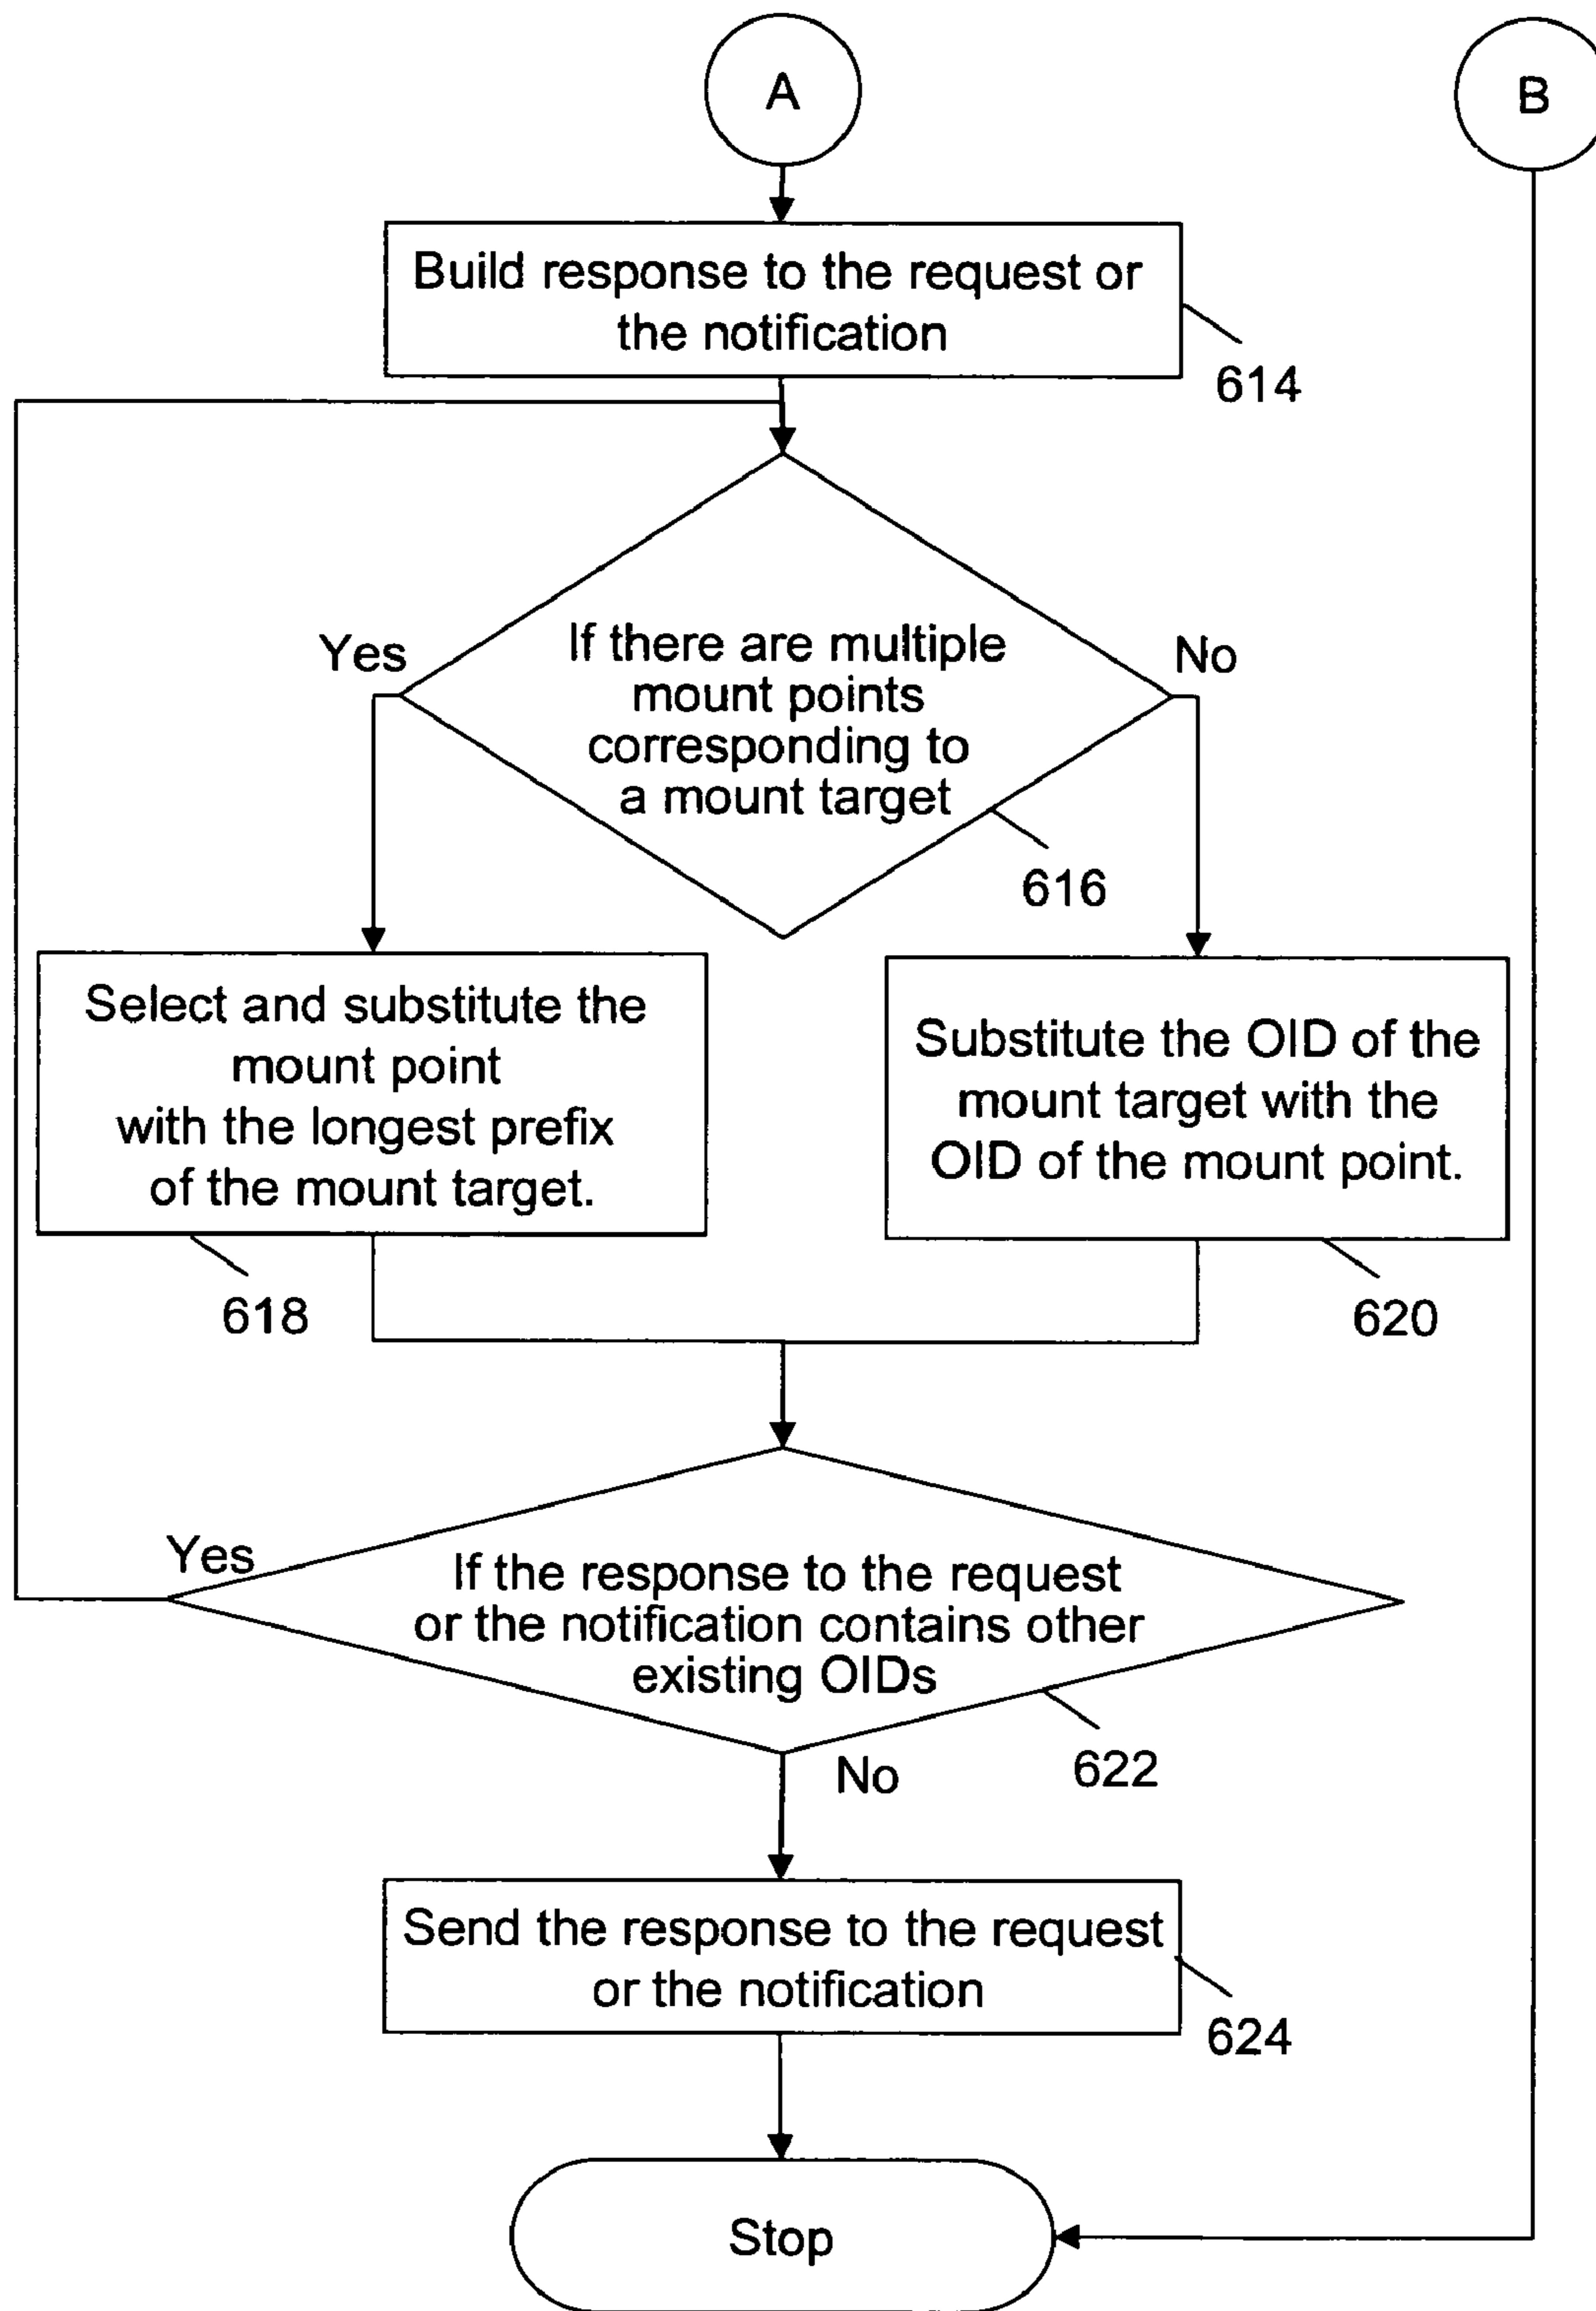 A
B
Build response to the request or
the notification
614
Yes
If there are multiple
mount points
corresponding to
a mount target
No
616
Select and substitute the
mount point
with the longest prefix
of the mount target.
618
Substitute the OID of the
mount target with the
OID of the mount point.
620
Yes
If the response to the request
or the notification contains other
existing OIDs
622
No
Send the response to the request
or the notification
624
Stop